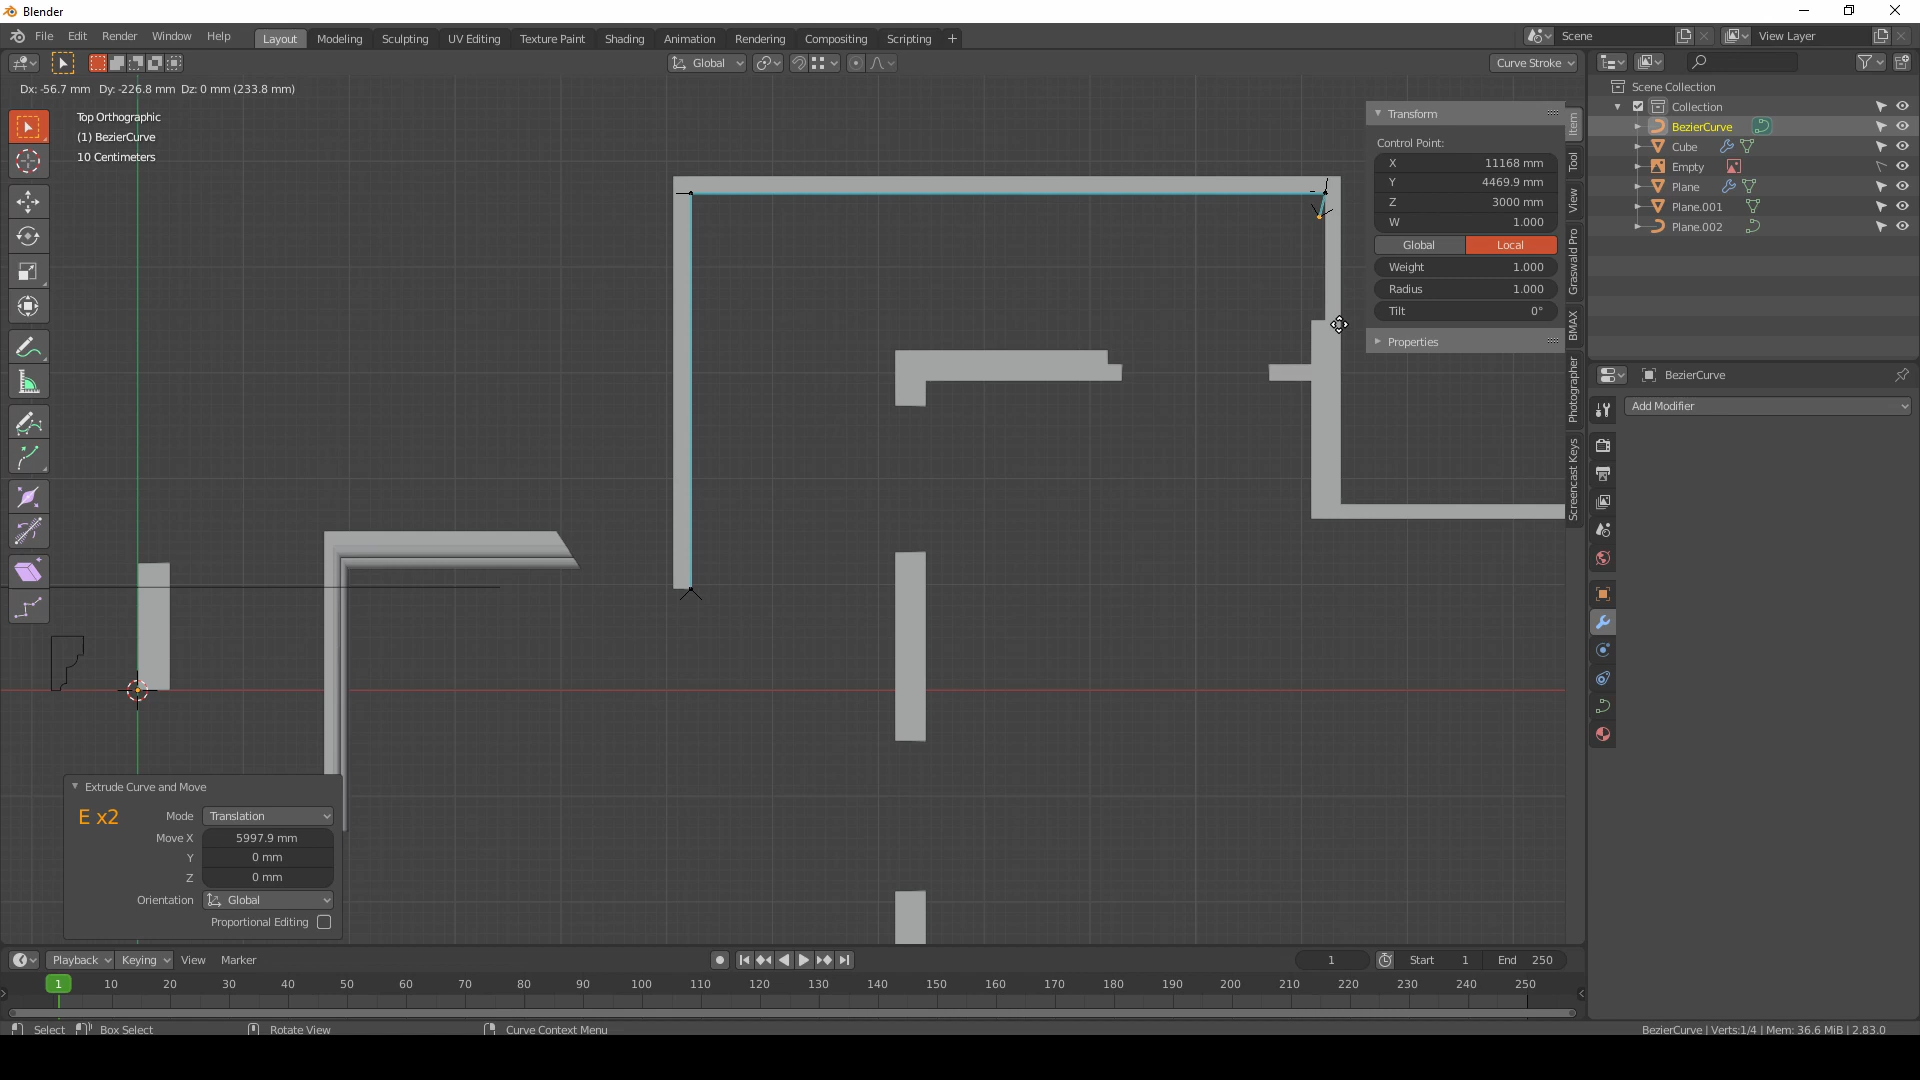 Blender
File Edit Render Window Help
Layout Modeling Sculpting UV Editing Texture Paint Shading Animation Rendering Compositing Scripting +
Scene
View Layer
Global
Curve Stroke
Dx: -56.7 mm Dy: -226.8 mm Dz: 0 mm (233.8 mm)
Top Orthographic
(1) BezierCurve
10 Centimeters
Transform
Control Point:
X 11168 mm
Y 4469.9 mm
Z 3000 mm
W 1.000
Global Local
Weight 1.000
Radius 1.000
Tilt 0°
Properties
Item
Tool
View
Graswald Pro
BMAX
Photographer
Screencast Keys
Scene Collection
Collection
BezierCurve
Cube
Empty
Plane
Plane.001
Plane.002
BezierCurve
Add Modifier
Extrude Curve and Move
E x2
Mode Translation
Move X 5997.9 mm
Y 0 mm
Z 0 mm
Orientation Global
Proportional Editing
Playback Keying View Marker
1 Start 1 End 250
1 10 20 30 40 50 60 70 80 90 100 110 120 130 140 150 160 170 180 190 200 210 220 230 240 250
Select Box Select Rotate View Curve Context Menu
BezierCurve | Verts:1/4 | Mem: 36.6 MiB | 2.83.0